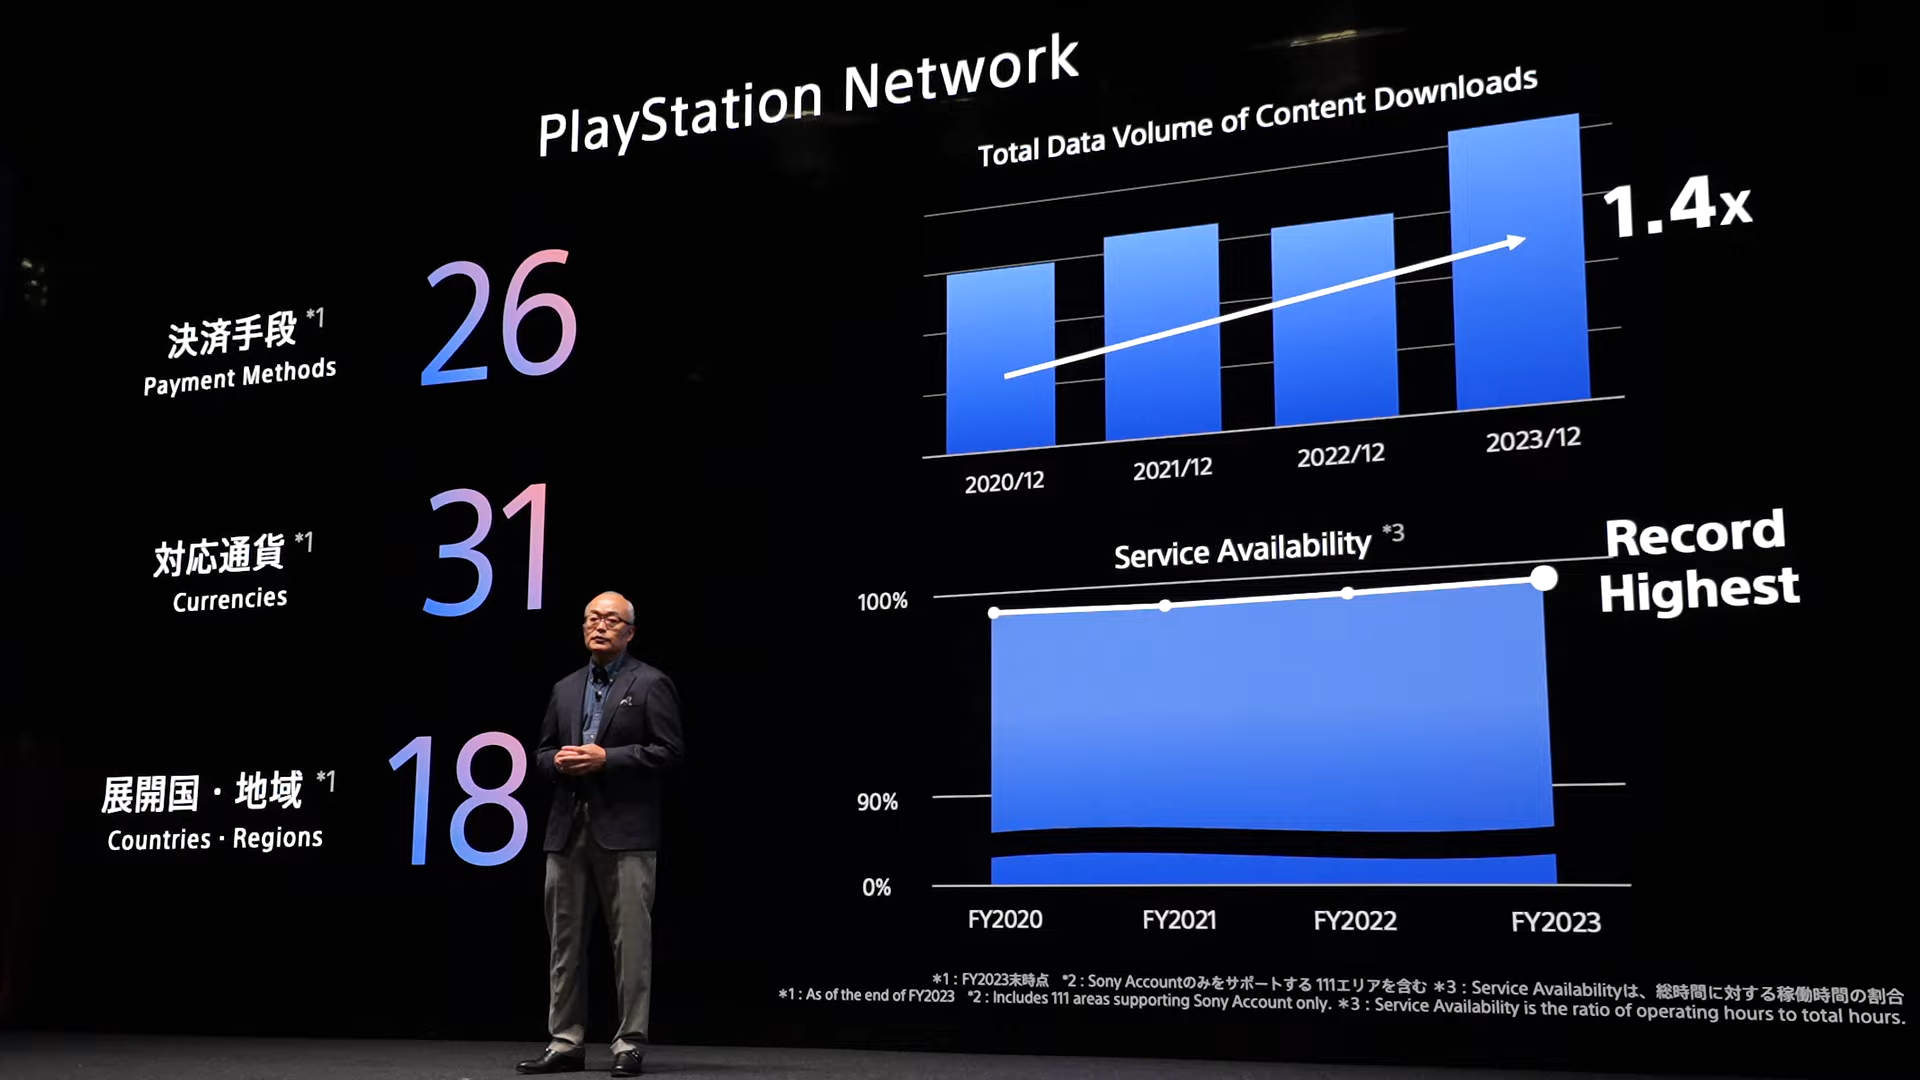 PlayStation Network
決済手段 *1
Payment Methods
26
対応通貨 *1
Currencies
31
展開国・地域 *1
Countries・Regions
18
Total Data Volume of Content Downloads
1.4x
2020/12 2021/12 2022/12 2023/12
Service Availability *3
Record
Highest
100%
90%
0%
FY2020 FY2021 FY2022 FY2023
*1 : FY2023末時点 *2 : Sony Accountのみをサポートする 111エリアを含む *3 : Service Availabilityは、総時間に対する稼働時間の割合
*1 : As of the end of FY2023 *2 : Includes 111 areas supporting Sony Account only. *3 : Service Availability is the ratio of operating hours to total hours.